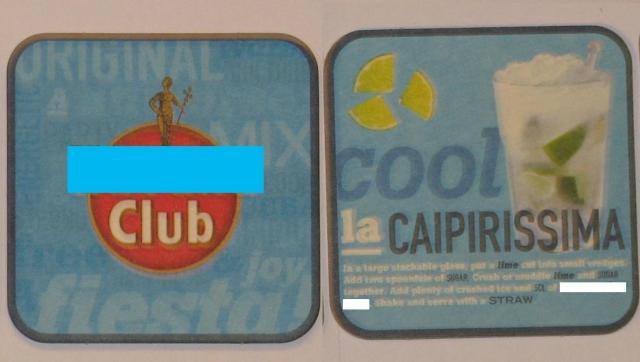 ORIGINAL
MIX
Club
joy
fiesta!
cool
la CAIPIRISSIMA
In a large stackable glass, put a lime cut into small wedges.
Add two spoonfuls of SUGAR. Crush or muddle lime and SUGAR
together. Add plenty of crushed ice and 5CL of
Shake and serve with a STRAW